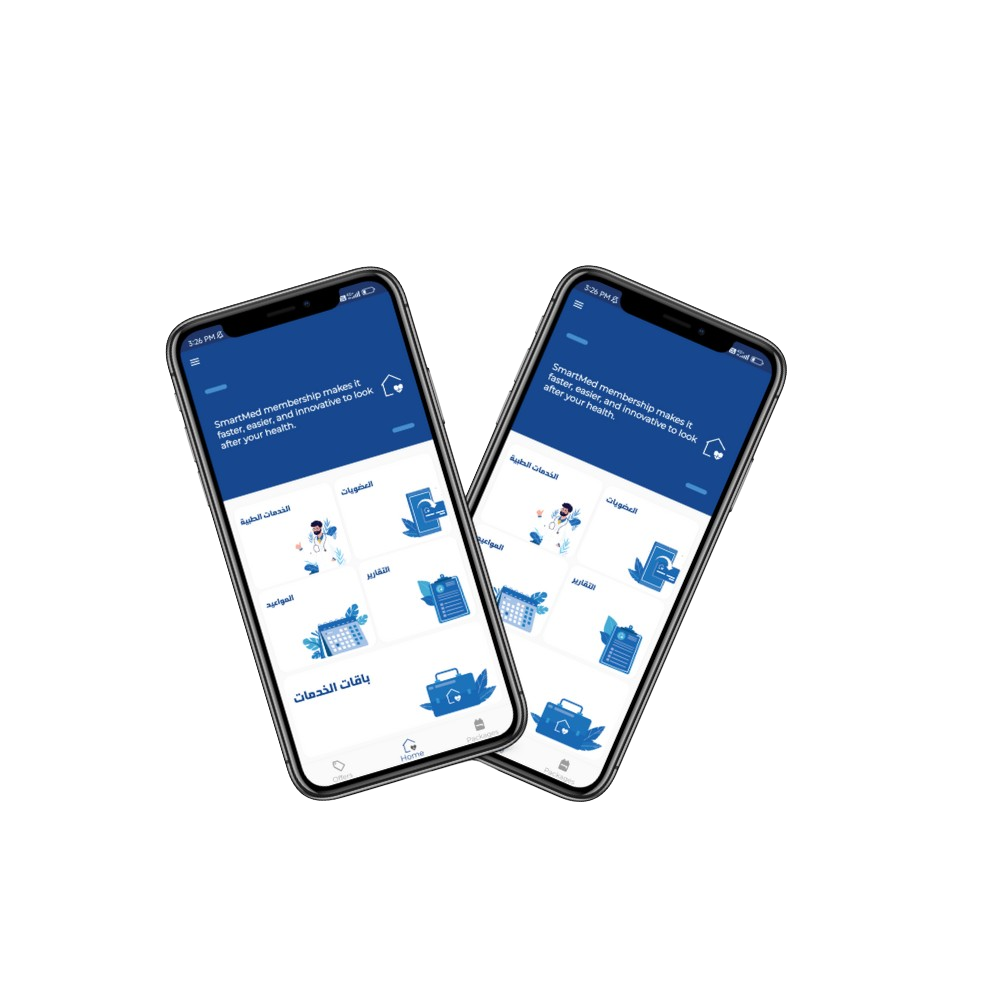 3:26 PM
SmartMed membership makes it
faster, easier, and innovative to look
after your health.
الخدمات الطبية
العضويات
المواعيد
التقارير
باقات الخدمات
Offers
Home
Packages
3:26 PM
SmartMed membership makes it
faster, easier, and innovative to look
after your health.
الخدمات الطبية
العضويات
المواعيد
التقارير
Packages